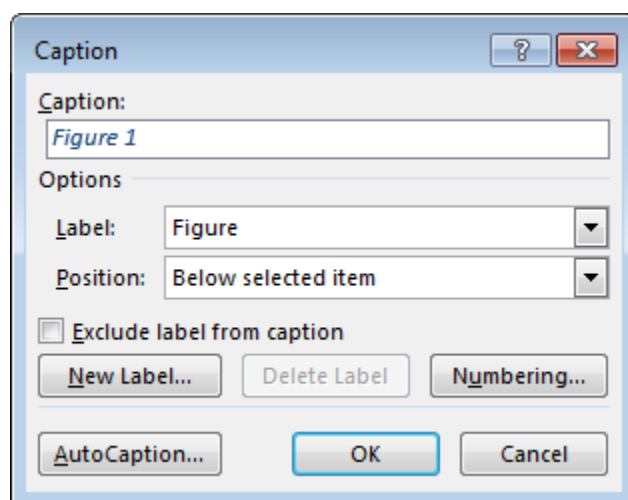 Caption
?
Caption:
Figure 1
Options
Label: Figure
Position: Below selected item
Exclude label from caption
New Label... Delete Label Numbering...
AutoCaption... OK Cancel